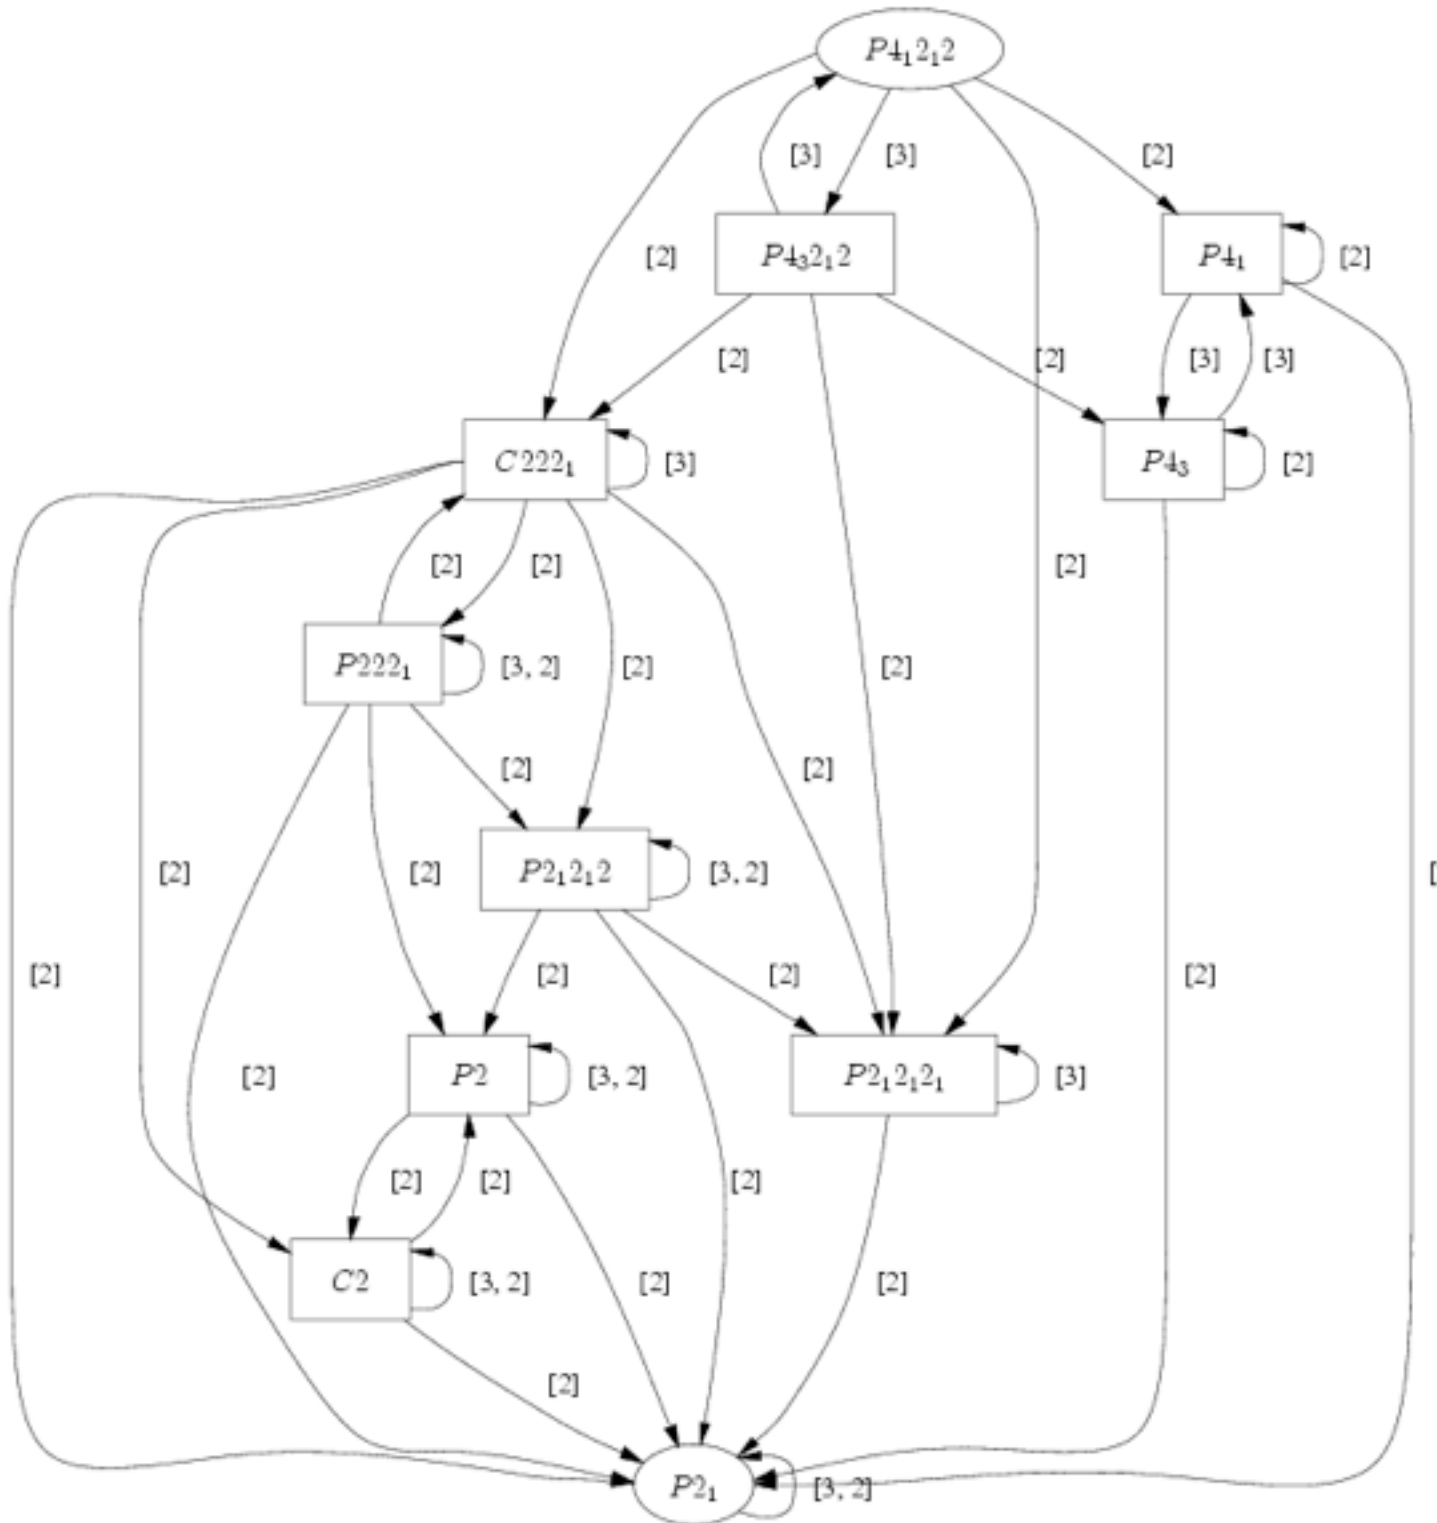 P4₁2₁2
[3] [3] [2]
[2] P4₃2₁2 P4₁ [2]
[2] [2] [3] [3]
C222₁ [3] P4₃ [2]
[2] [2] [2]
P222₁ [3, 2] [2] [2]
[2] [2]
[2] [2] P2₁2₁2 [3, 2] [
[2] [2] [2] [2]
[2] P2 [3, 2] P2₁2₁2₁ [3]
[2] [2] [2]
C2 [3, 2] [2] [2]
[2]
P2₁ [3, 2]